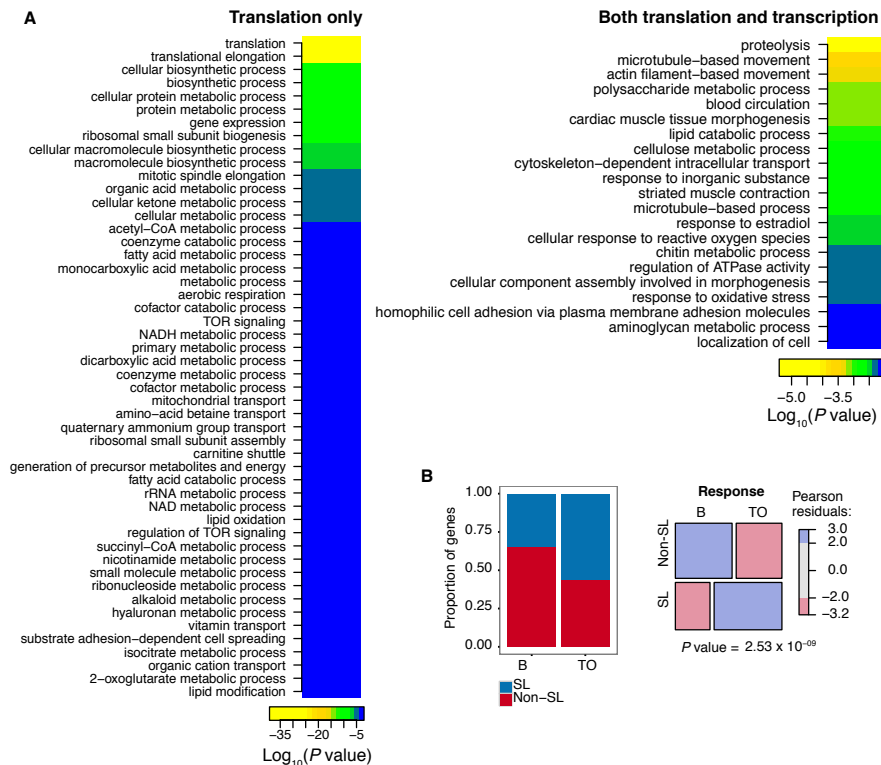 A
Translation only
translation
translational elongation
cellular biosynthetic process
biosynthetic process
cellular protein metabolic process
protein metabolic process
gene expression
ribosomal small subunit biogenesis
cellular macromolecule biosynthetic process
macromolecule biosynthetic process
mitotic spindle elongation
organic acid metabolic process
cellular ketone metabolic process
cellular metabolic process
acetyl−CoA metabolic process
coenzyme catabolic process
fatty acid metabolic process
monocarboxylic acid metabolic process
metabolic process
aerobic respiration
cofactor catabolic process
TOR signaling
NADH metabolic process
primary metabolic process
dicarboxylic acid metabolic process
coenzyme metabolic process
cofactor metabolic process
mitochondrial transport
amino−acid betaine transport
quaternary ammonium group transport
ribosomal small subunit assembly
carnitine shuttle
generation of precursor metabolites and energy
fatty acid catabolic process
rRNA metabolic process
NAD metabolic process
lipid oxidation
regulation of TOR signaling
succinyl−CoA metabolic process
nicotinamide metabolic process
small molecule metabolic process
ribonucleoside metabolic process
alkaloid metabolic process
hyaluronan metabolic process
vitamin transport
substrate adhesion−dependent cell spreading
isocitrate metabolic process
organic cation transport
2−oxoglutarate metabolic process
lipid modification
−35 −20 −5
Log10(P value)
Both translation and transcription
proteolysis
microtubule−based movement
actin filament−based movement
polysaccharide metabolic process
blood circulation
cardiac muscle tissue morphogenesis
lipid catabolic process
cellulose metabolic process
cytoskeleton−dependent intracellular transport
response to inorganic substance
striated muscle contraction
microtubule−based process
response to estradiol
cellular response to reactive oxygen species
chitin metabolic process
regulation of ATPase activity
cellular component assembly involved in morphogenesis
response to oxidative stress
homophilic cell adhesion via plasma membrane adhesion molecules
aminoglycan metabolic process
localization of cell
−5.0 −3.5
Log10(P value)
B
Proportion of genes
1.00
0.75
0.50
0.25
0.00
B TO
SL
Non−SL
Response
B TO
Non−SL
SL
Pearson
residuals:
3.0
2.0
0.0
−2.0
−3.2
P value = 2.53 x 10−09